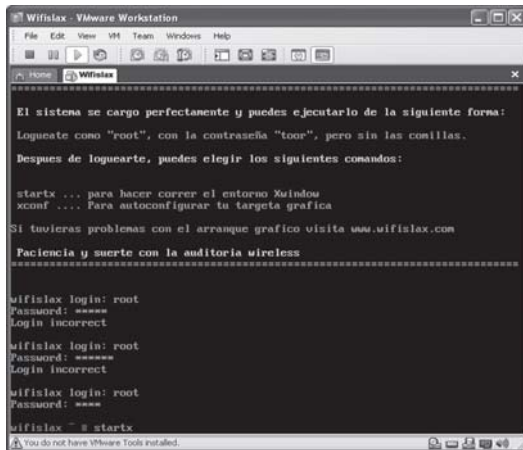 Wifislax - VMware Workstation
File Edit View VM Team Windows Help
Home Wifislax
El sistema se cargo perfectamente y puedes ejecutarlo de la siguiente forma:
Logueate como "root", con la contraseña "toor", pero sin las comillas.
Despues de loguearte, puedes elegir los siguientes comandos:
startx ... para hacer correr el entorno Xwindow
xconf .... Para autoconfigurar tu targeta grafica
Si tuvieras problemas con el arranque grafico visita www.wifislax.com
Paciencia y suerte con la auditoria wireless
wifislax login: root
Password: *****
Login incorrect
wifislax login: root
Password: ******
Login incorrect
wifislax login: root
Password: ****
wifislax ~ # startx
You do not have VMware Tools installed.